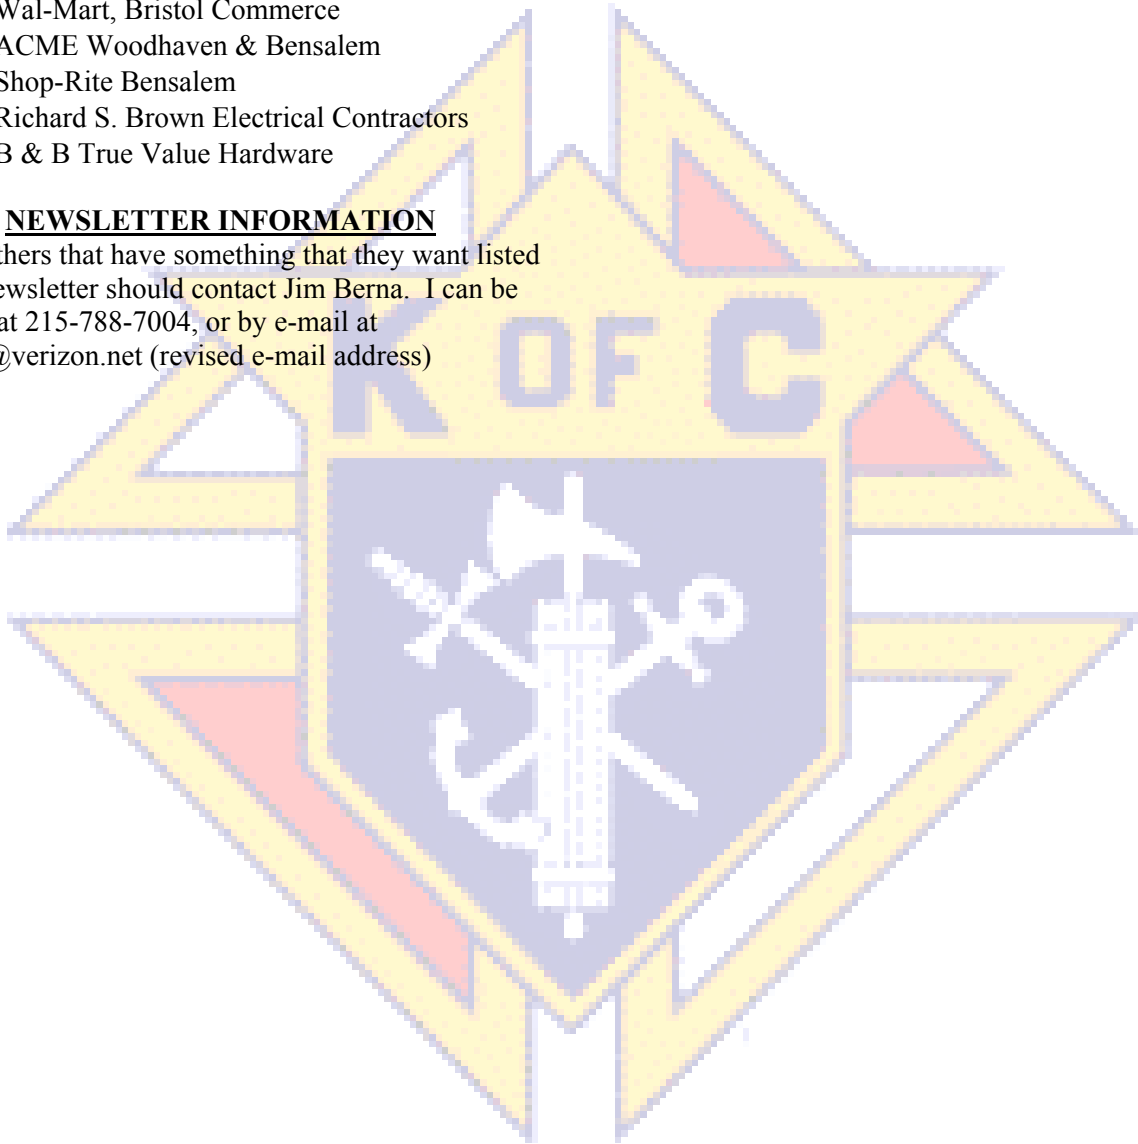 Wal-Mart, Bristol Commerce
ACME Woodhaven & Bensalem
Shop-Rite Bensalem
Richard S. Brown Electrical Contractors
B & B True Value Hardware
NEWSLETTER INFORMATION
thers that have something that they want listed
ewsletter should contact Jim Berna.  I can be
at 215-788-7004, or by e-mail at
@verizon.net (revised e-mail address)
K OF C